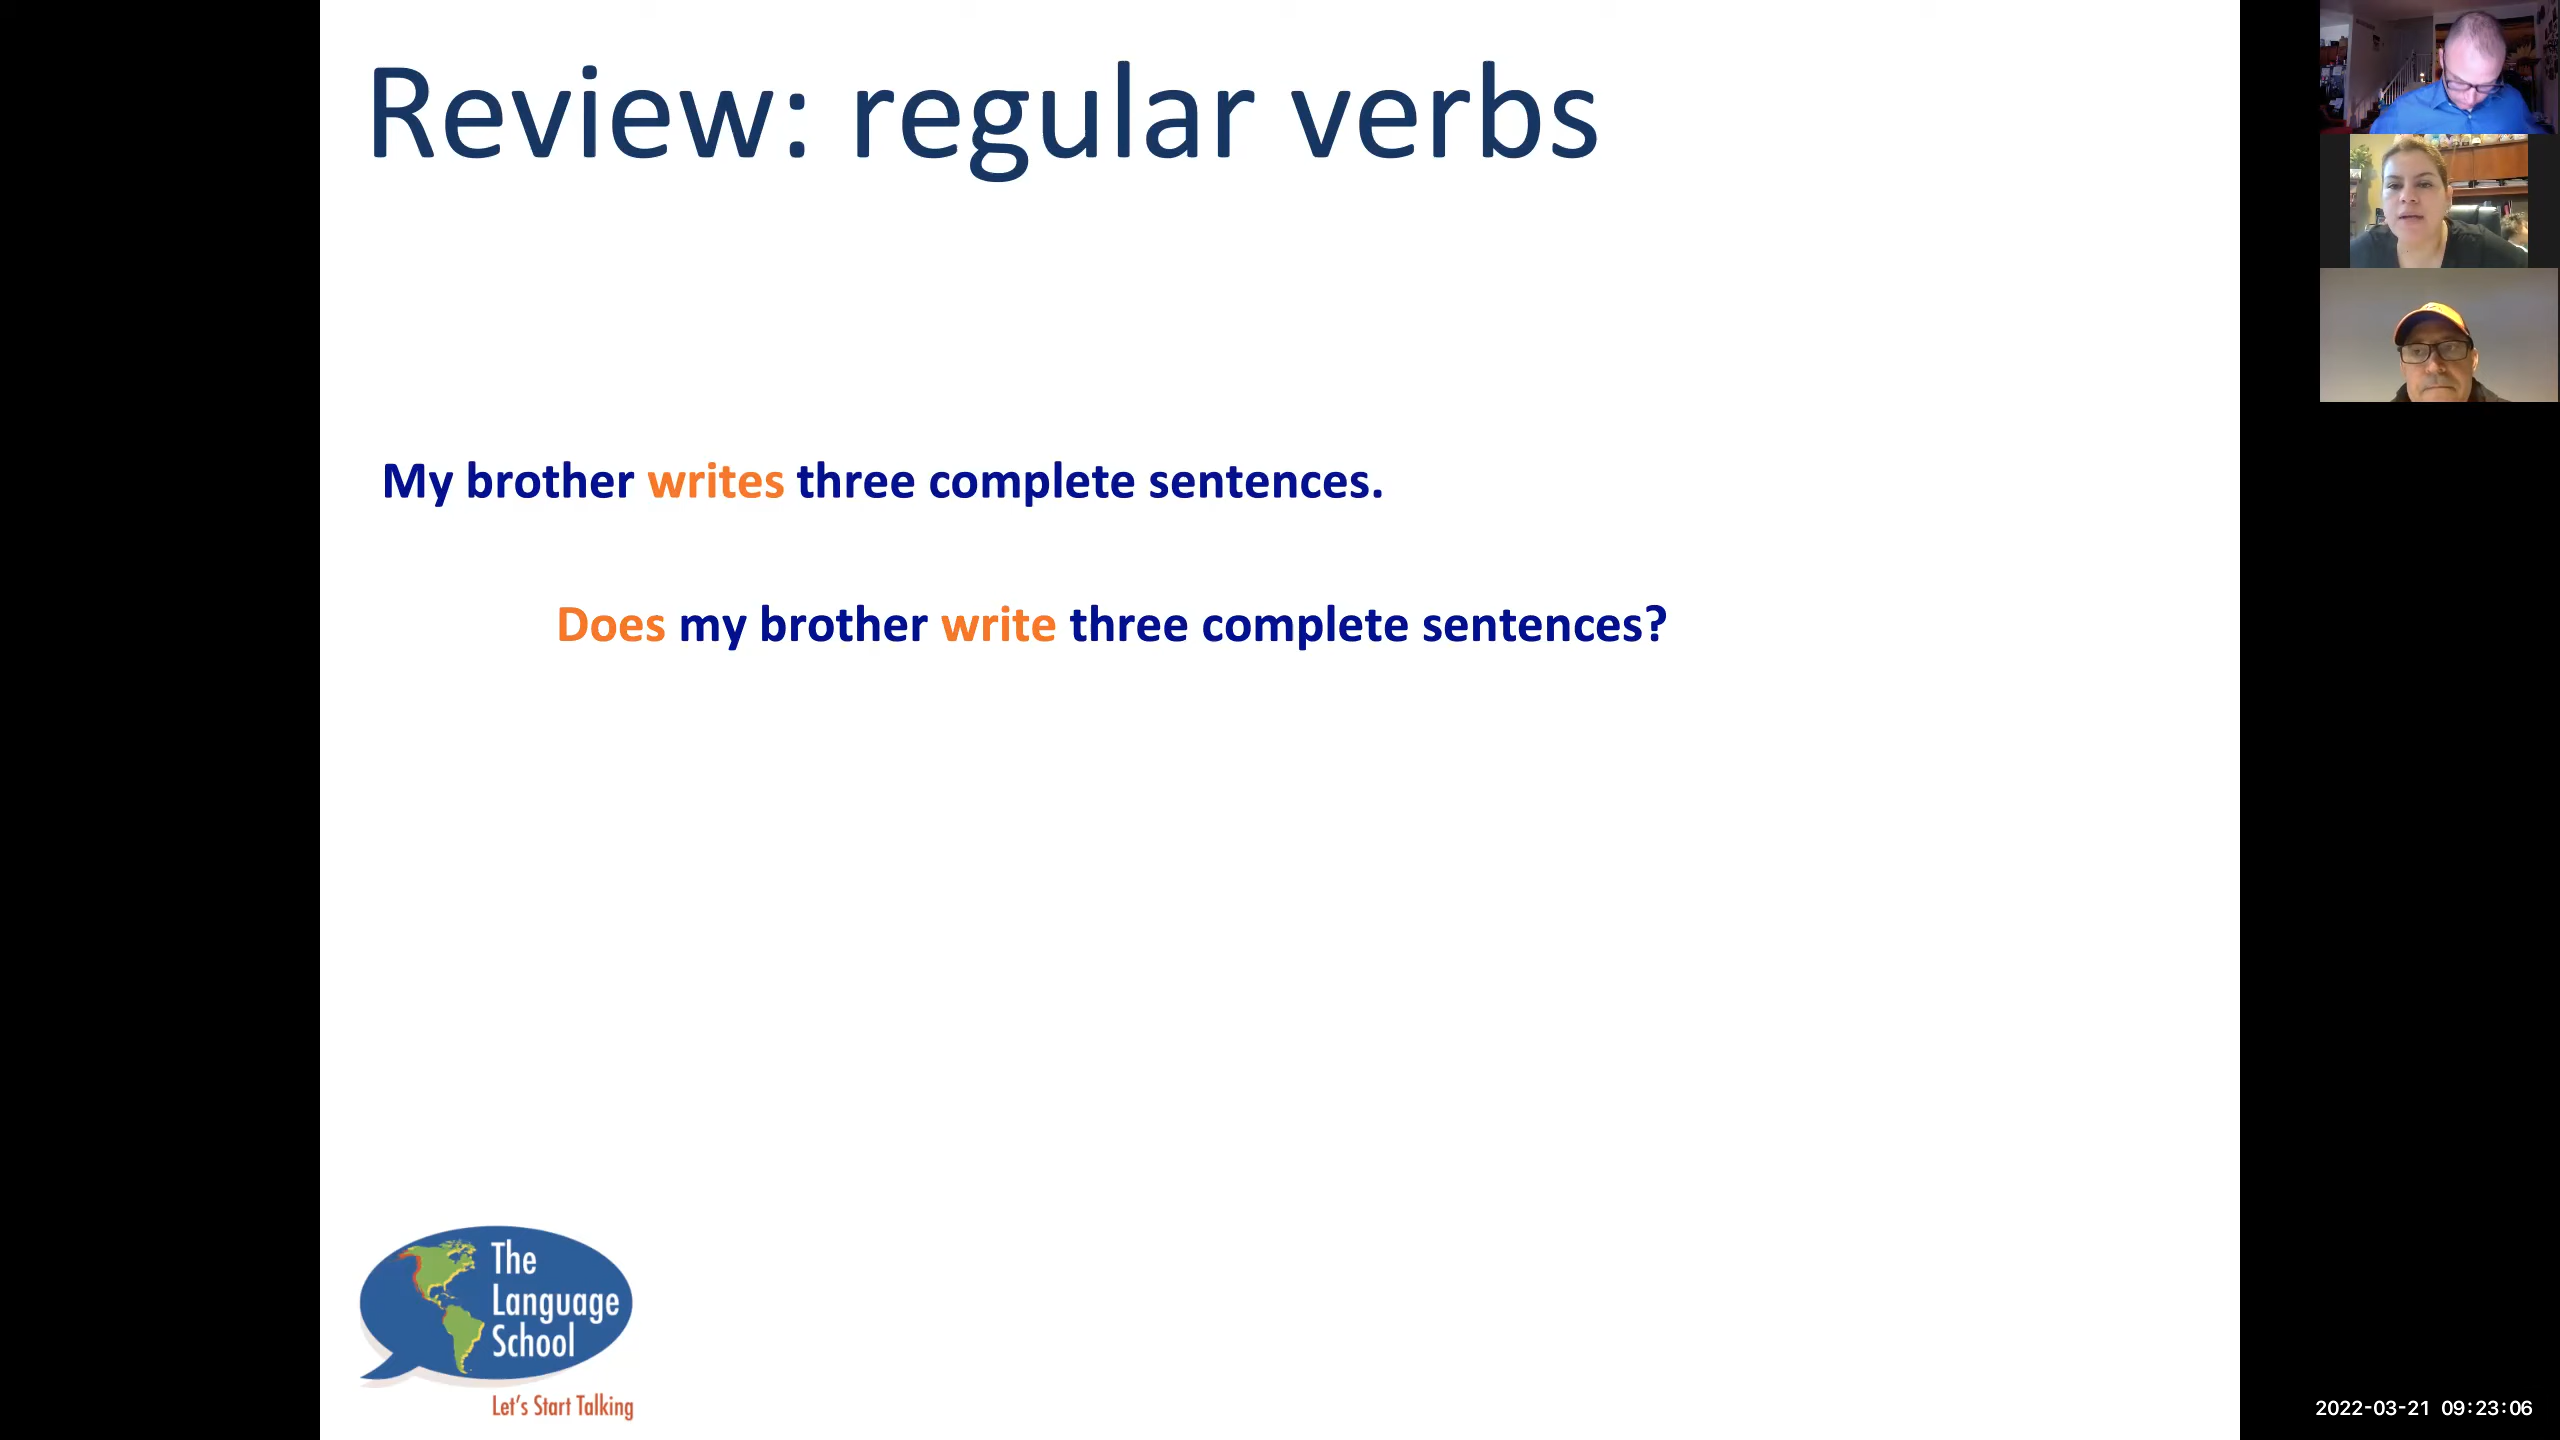 Review: regular verbs
My brother writes three complete sentences.
Does my brother write three complete sentences?
The
Language
School
Let's Start Talking
2022-03-21 09:23:06